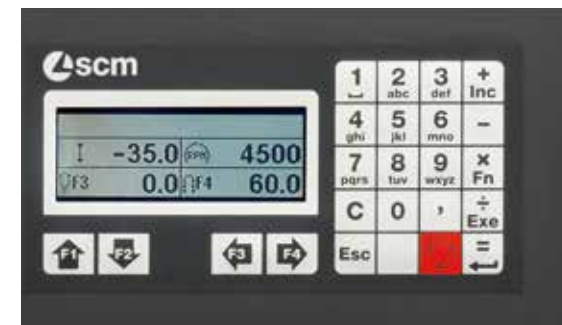 scm
I -35.0 RPM 4500
F3 0.0 F4 60.0
F1 F2 F3 F4
1 2 abc 3 def + Inc
4 ghi 5 jkl 6 mno -
7 pqrs 8 tuv 9 wxyz × Fn
C 0 , ÷ Exe
Esc =